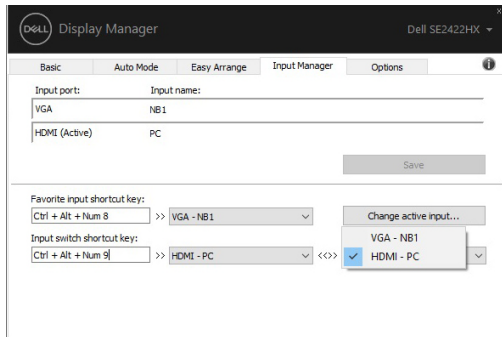 DELL Display Manager
Dell SE2422HX
Basic Auto Mode Easy Arrange Input Manager Options
Input port: Input name:
VGA NB1
HDMI (Active) PC
Save
Favorite input shortcut key:
Ctrl + Alt + Num 8 >> VGA - NB1 Change active input...
Input switch shortcut key:
VGA - NB1
Ctrl + Alt + Num 9 >> HDMI - PC <<>> HDMI - PC